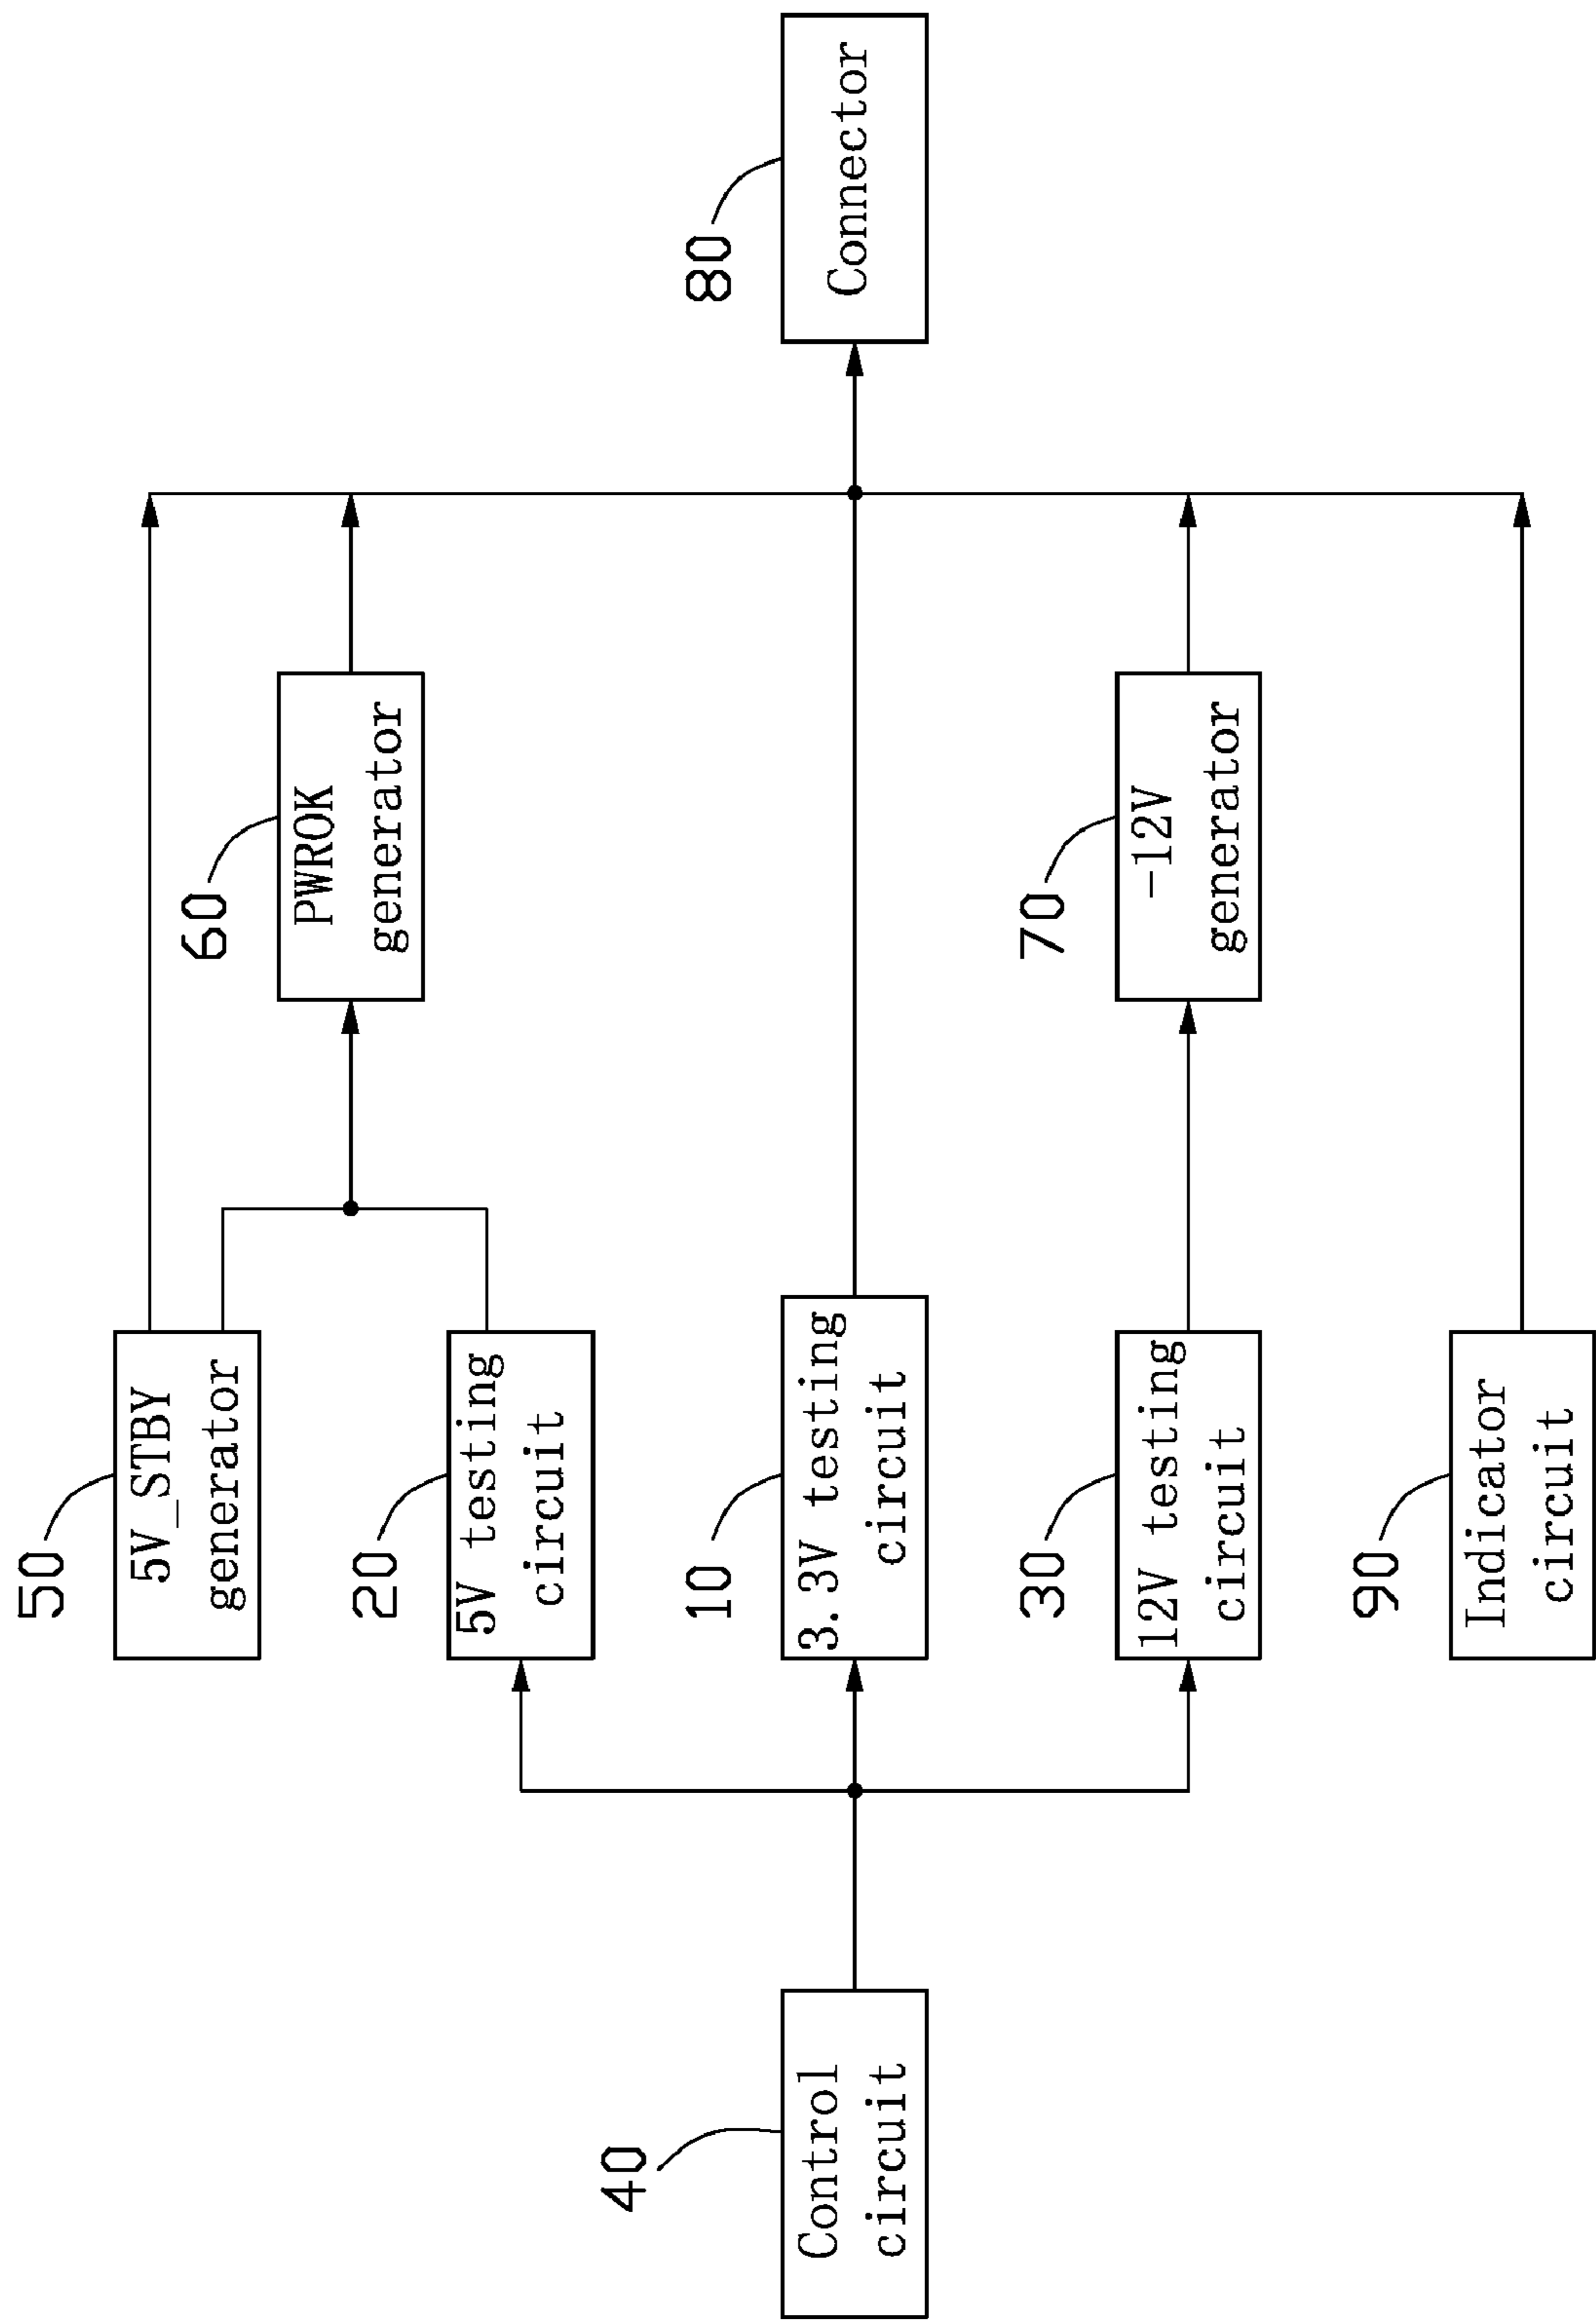 50
5V_STBY
generator
60
PWROK
generator
20
5V testing
circuit
40
Control
circuit
10
3.3V testing
circuit
80
Connector
30
12V testing
circuit
70
-12V
generator
90
Indicator
circuit